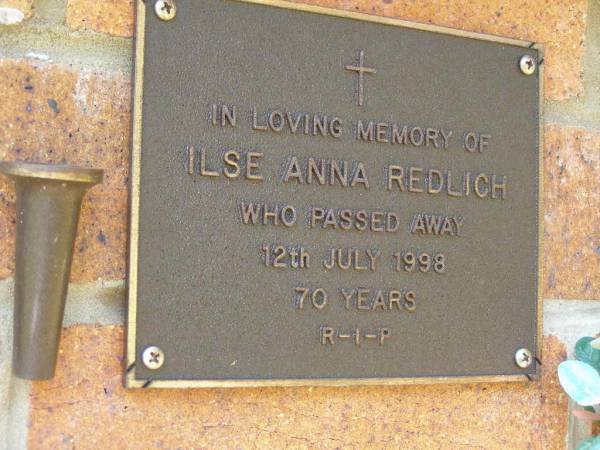 IN LOVING MEMORY OF
ILSE ANNA REDLICH
WHO PASSED AWAY
12th JULY 1998
70 YEARS
R-I-P